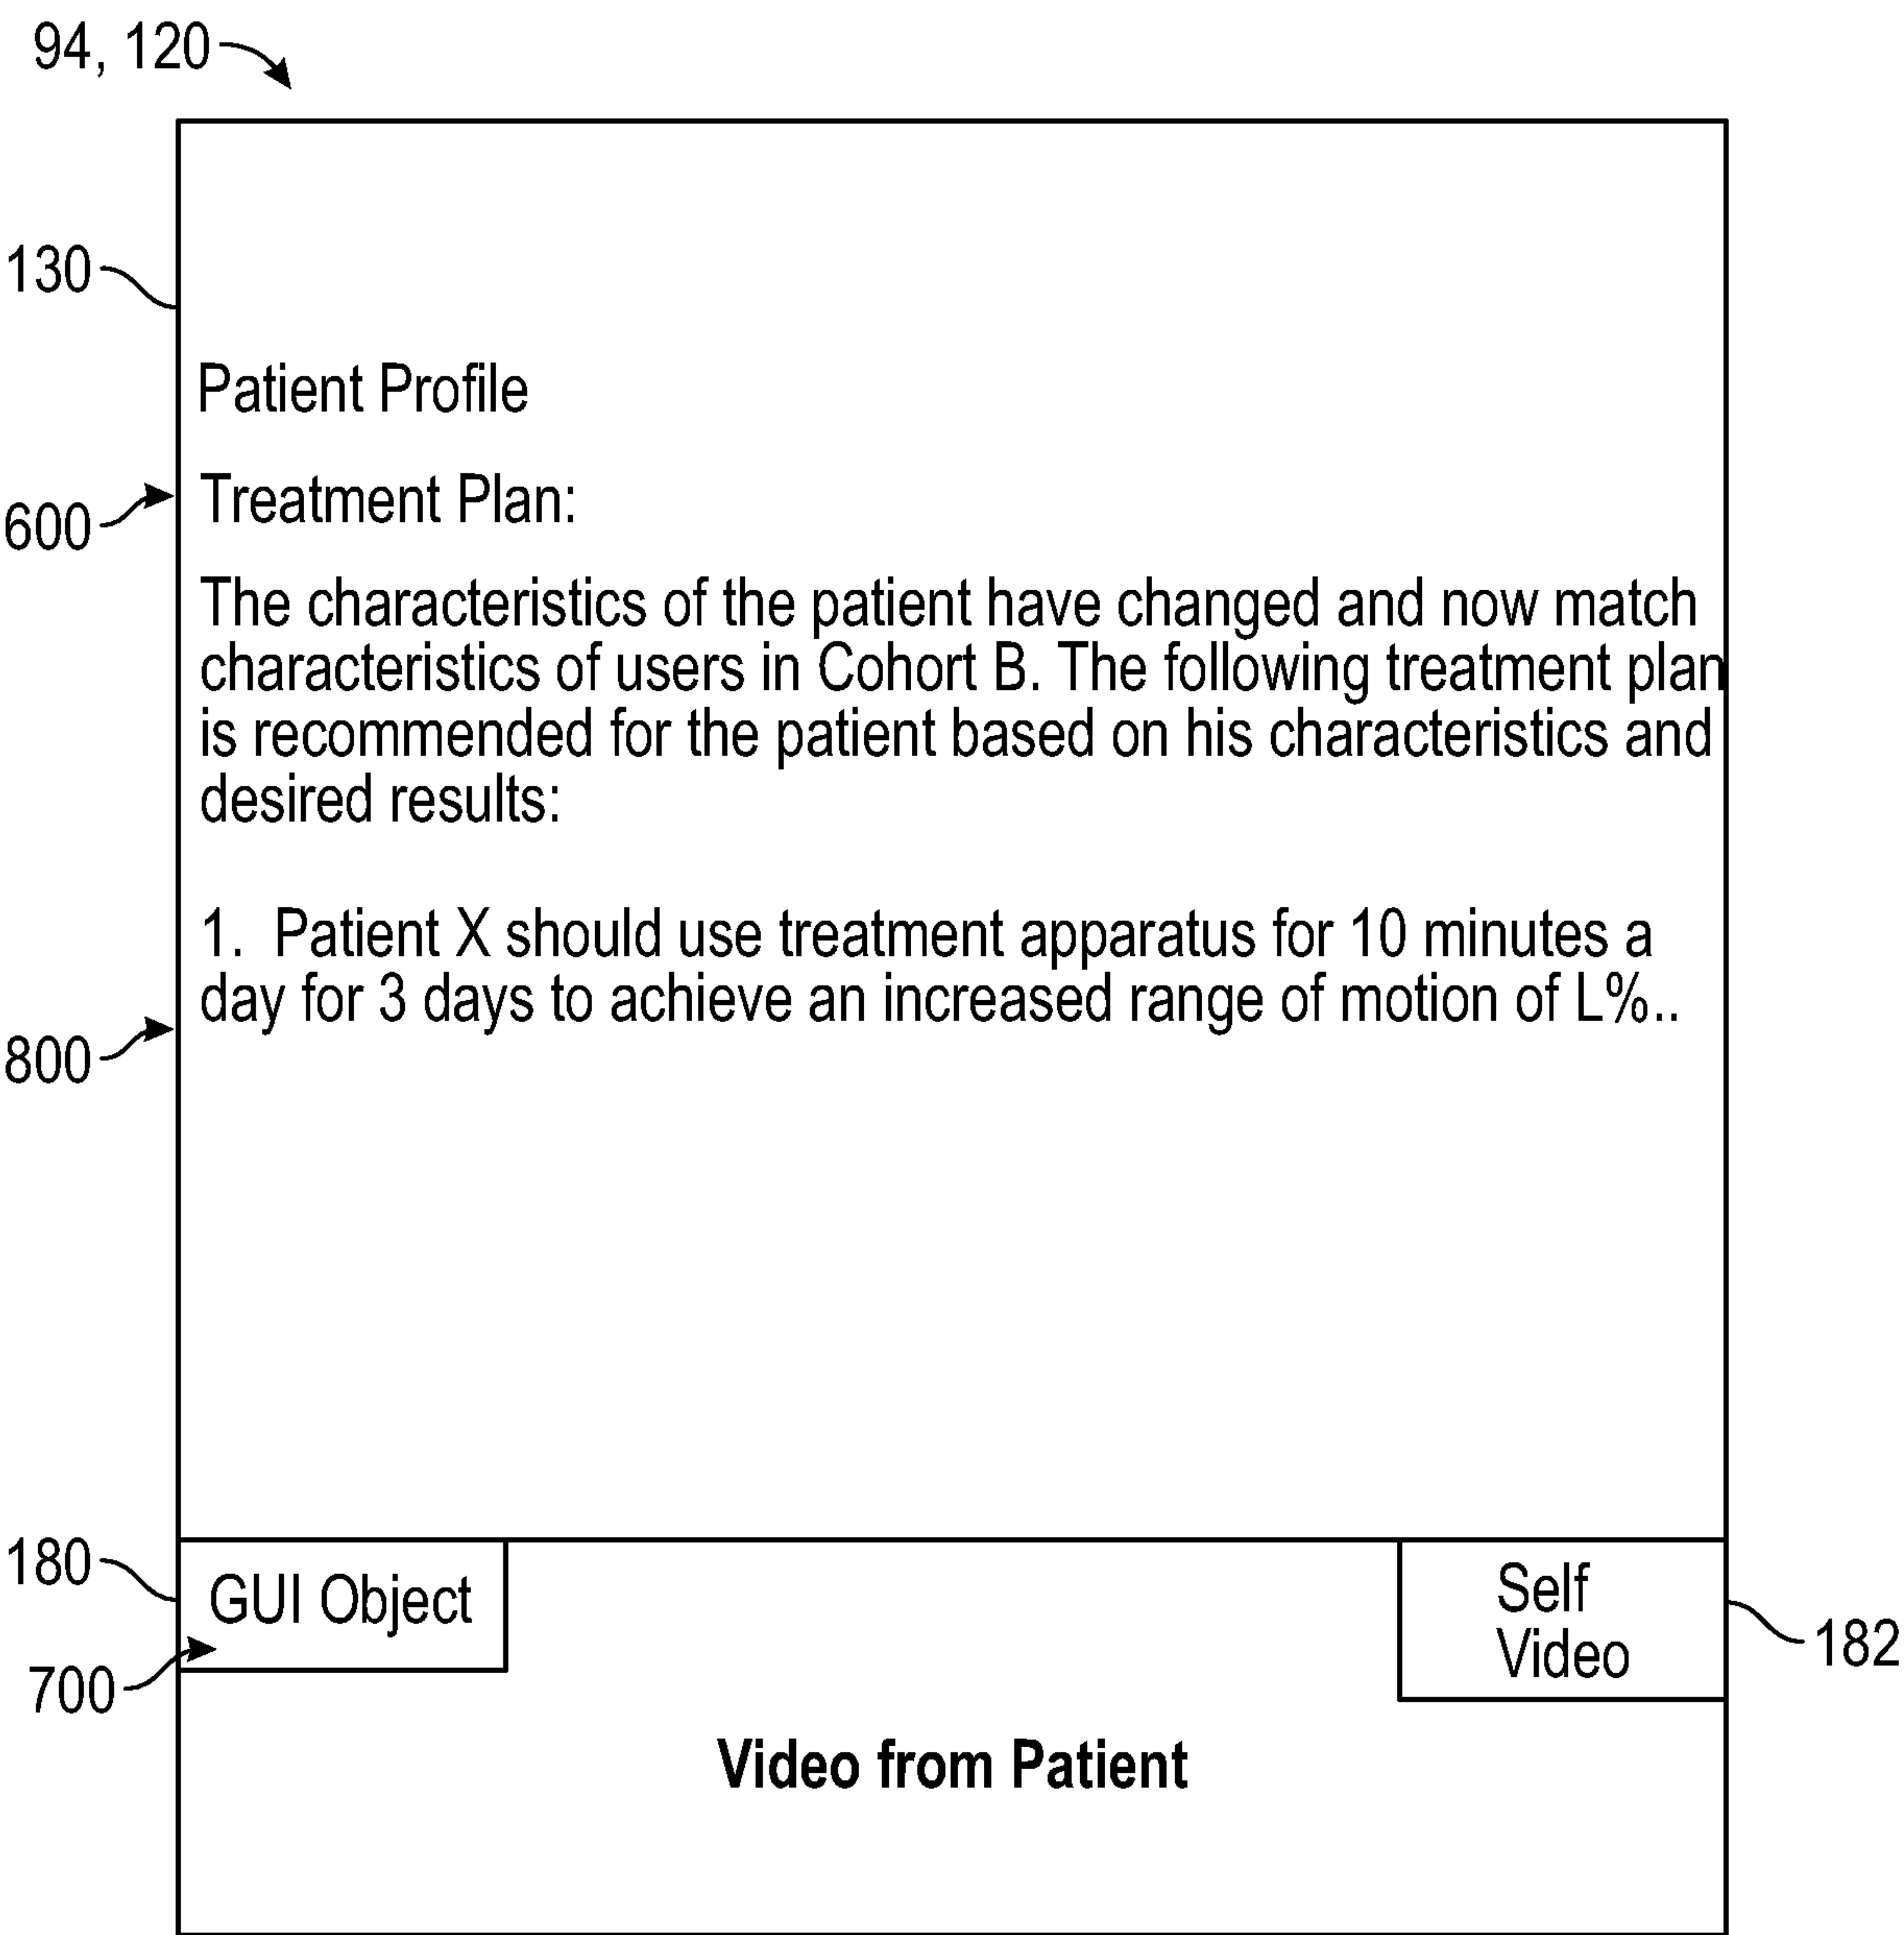 94, 120
130
Patient Profile
600
Treatment Plan:
The characteristics of the patient have changed and now match
characteristics of users in Cohort B. The following treatment plan
is recommended for the patient based on his characteristics and
desired results:
1. Patient X should use treatment apparatus for 10 minutes a
day for 3 days to achieve an increased range of motion of L%..
800
180
GUI Object
700
Self
Video
182
Video from Patient